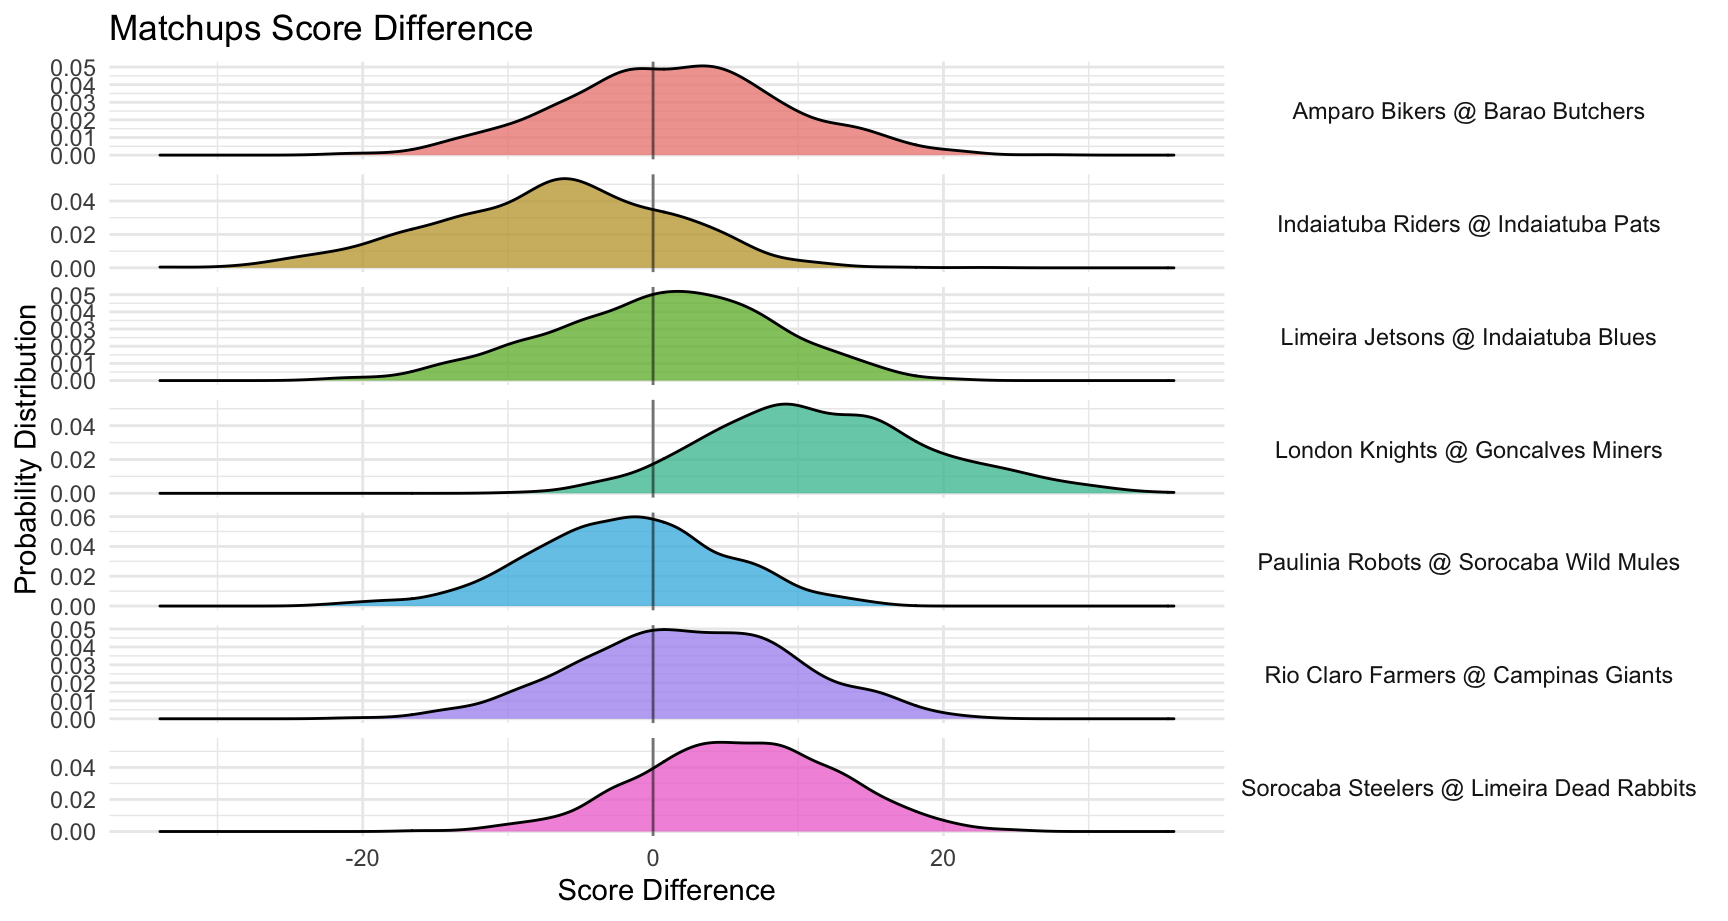 Matchups Score Difference
0.05
0.04
0.03
0.02
0.01
0.00
Amparo Bikers @ Barao Butchers
0.04
0.02
0.00
Indaiatuba Riders @ Indaiatuba Pats
0.05
0.04
0.03
0.02
0.01
0.00
Limeira Jetsons @ Indaiatuba Blues
0.04
0.02
0.00
London Knights @ Goncalves Miners
0.06
0.04
0.02
0.00
Paulinia Robots @ Sorocaba Wild Mules
0.05
0.04
0.03
0.02
0.01
0.00
Rio Claro Farmers @ Campinas Giants
0.04
0.02
0.00
Sorocaba Steelers @ Limeira Dead Rabbits
Probability Distribution
-20 0 20
Score Difference